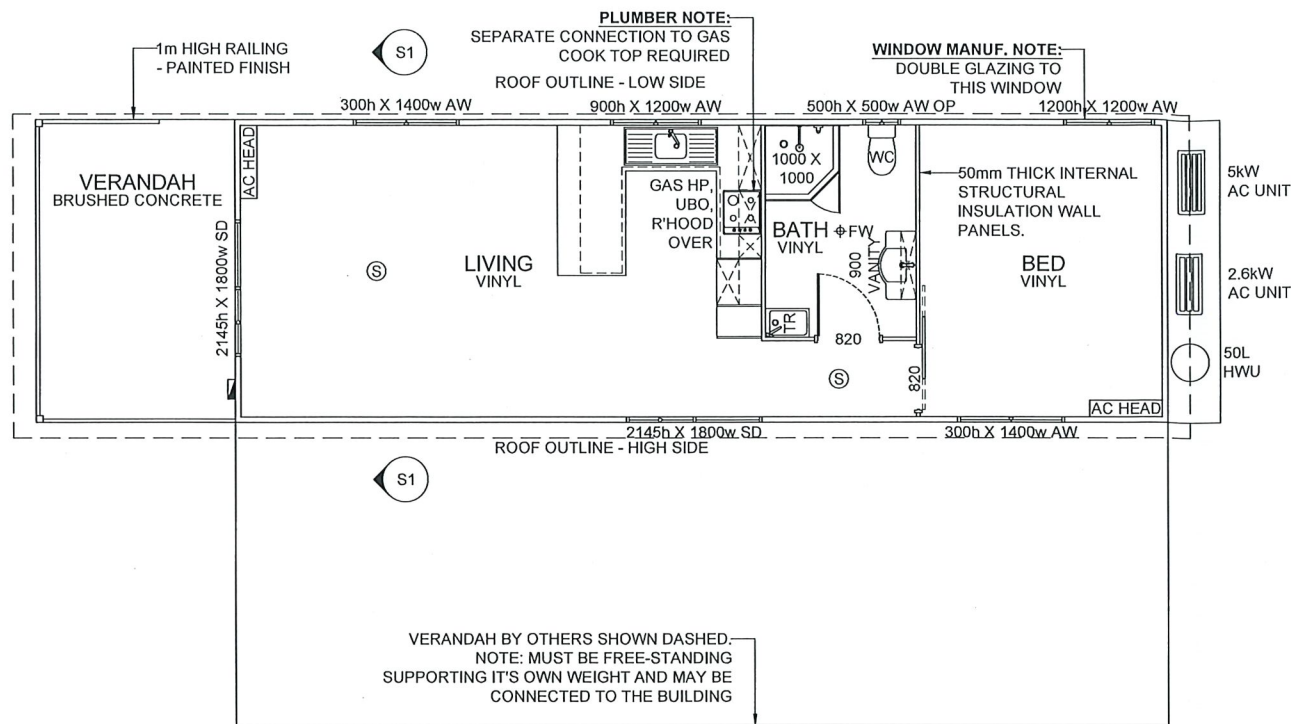 1m HIGH RAILING
- PAINTED FINISH
S1
PLUMBER NOTE:
SEPARATE CONNECTION TO GAS
COOK TOP REQUIRED
ROOF OUTLINE - LOW SIDE
WINDOW MANUF. NOTE:
DOUBLE GLAZING TO
THIS WINDOW
300h X 1400w AW
900h X 1200w AW
500h X 500w AW OP
1200h X 1200w AW
VERANDAH
BRUSHED CONCRETE
AC HEAD
2145h X 1800w SD
S
LIVING
VINYL
GAS HP,
UBO,
R'HOOD
OVER
1000 X
1000
WC
BATH
VINYL
FW
900
VANITY
TR
820
S
820
50mm THICK INTERNAL
STRUCTURAL
INSULATION WALL
PANELS.
BED
VINYL
AC HEAD
5kW
AC UNIT
2.6kW
AC UNIT
50L
HWU
2145h X 1800w SD
300h X 1400w AW
ROOF OUTLINE - HIGH SIDE
S1
VERANDAH BY OTHERS SHOWN DASHED.
NOTE: MUST BE FREE-STANDING
SUPPORTING IT'S OWN WEIGHT AND MAY BE
CONNECTED TO THE BUILDING